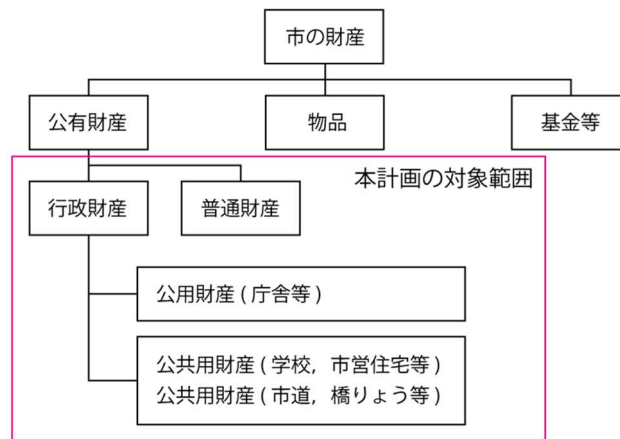 市の財産
公有財産
物品
基金等
本計画の対象範囲
行政財産
普通財産
公用財産 ( 庁舎等 )
公共用財産 ( 学校，市営住宅等 )
公共用財産 ( 市道，橋りょう等 )